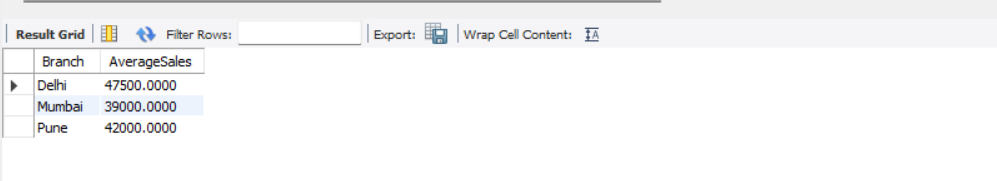 Result Grid Filter Rows: Export: Wrap Cell Content: IA
Branch AverageSales
Delhi 47500.0000
Mumbai 39000.0000
Pune 42000.0000